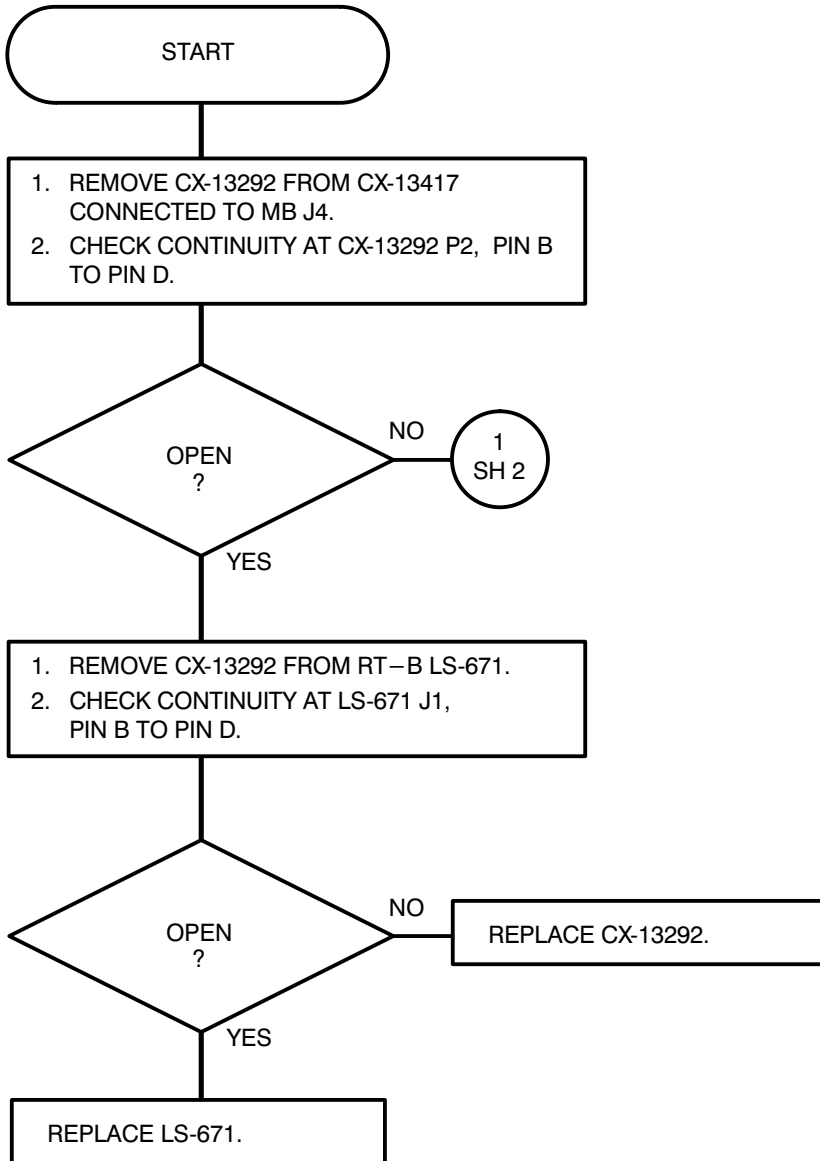 START
1. REMOVE CX-13292 FROM CX-13417
CONNECTED TO MB J4.
2. CHECK CONTINUITY AT CX-13292 P2, PIN B
TO PIN D.
OPEN
?
NO
1
SH 2
YES
1. REMOVE CX-13292 FROM RT−B LS-671.
2. CHECK CONTINUITY AT LS-671 J1,
PIN B TO PIN D.
OPEN
?
NO
REPLACE CX-13292.
YES
REPLACE LS-671.